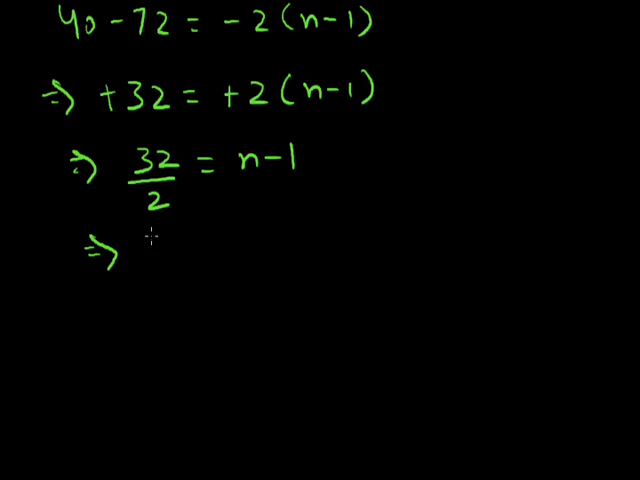 40 - 72 = - 2 ( n - 1 )
⇒ + 32 = + 2 ( n - 1 )
⇒ 32/2 = n - 1
⇒